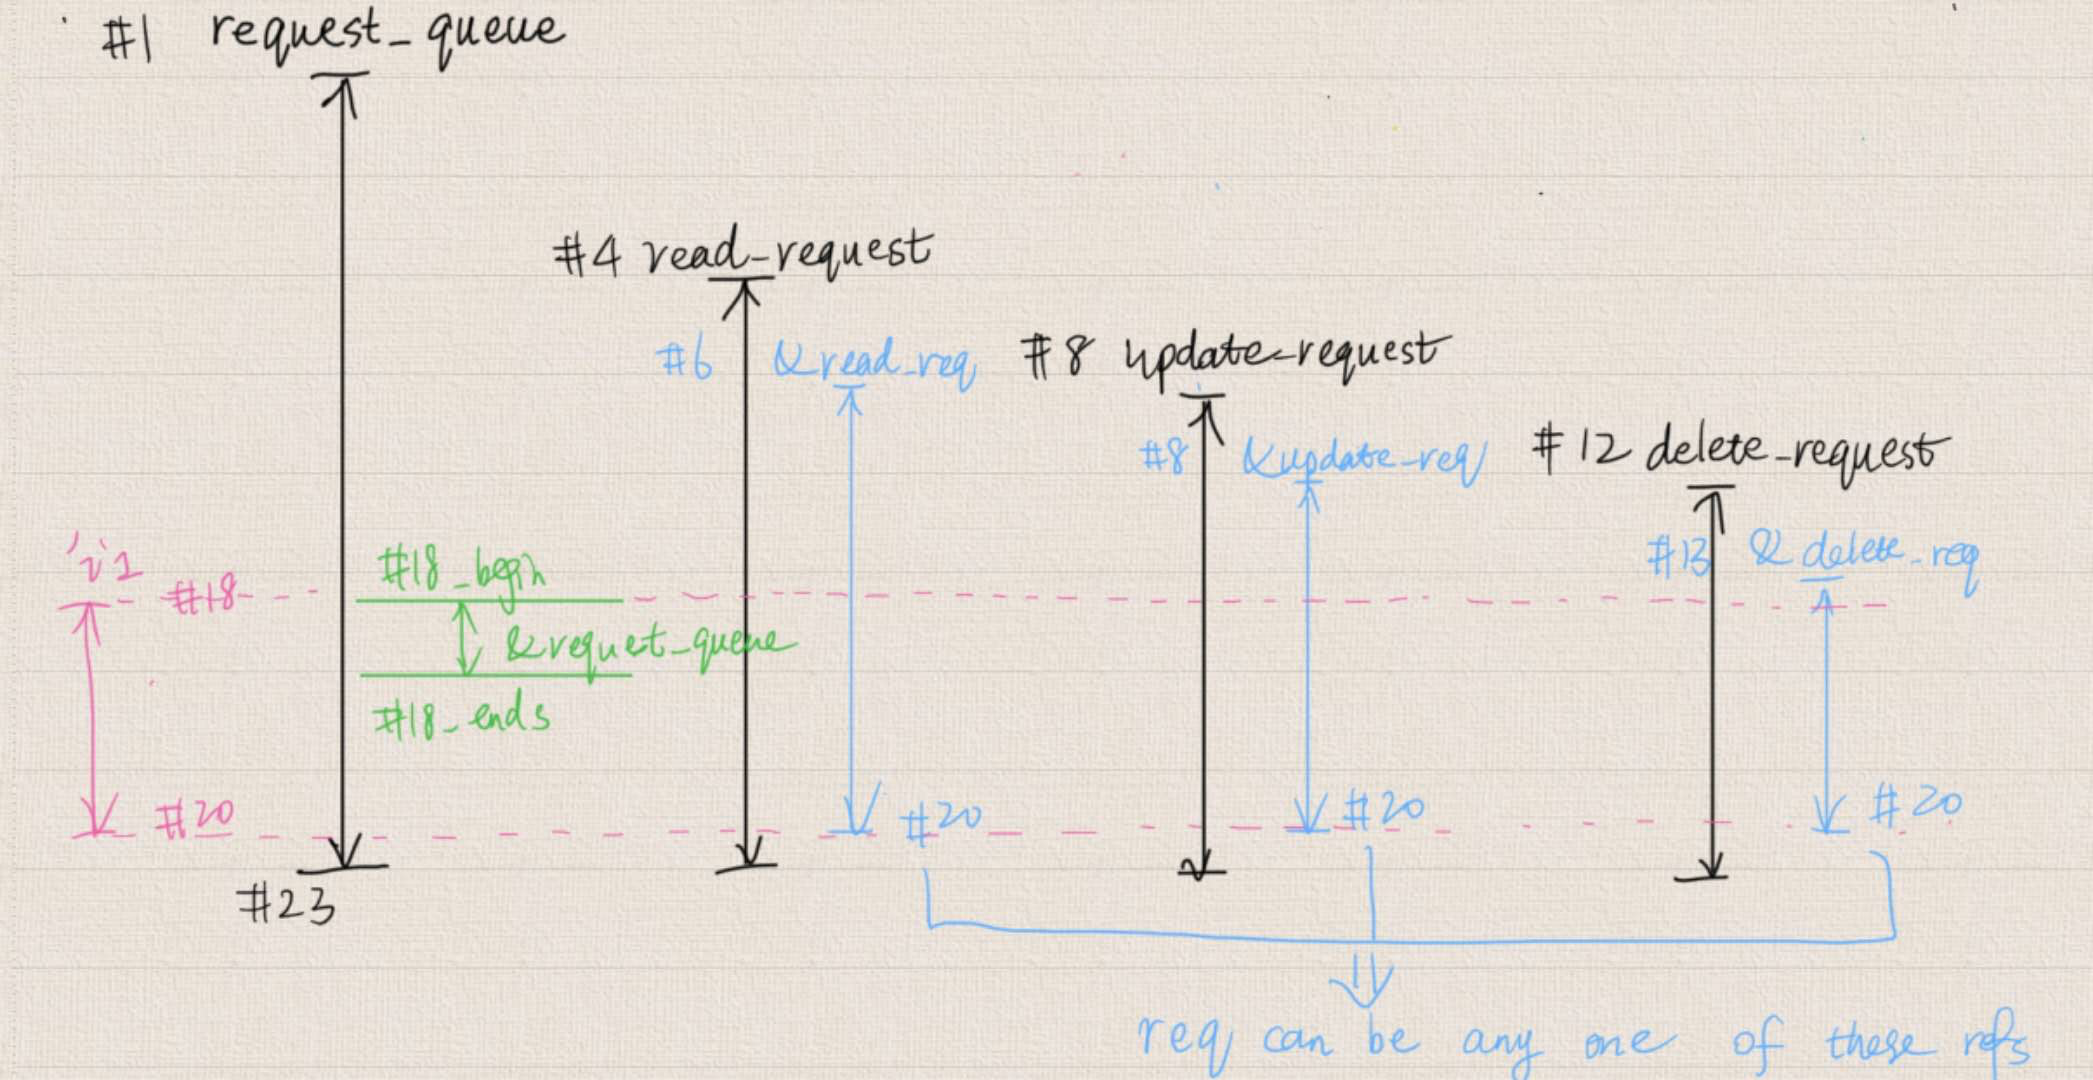 #1 request_queue
#4 read_request
#6 &read_req
#8 update_request
#8 &update_req
#12 delete_request
#13 &delete_req
#18
#18_begin
&requet_queue
#18_ends
#20
#20
#20
#20
#23
req can be any one of these refs